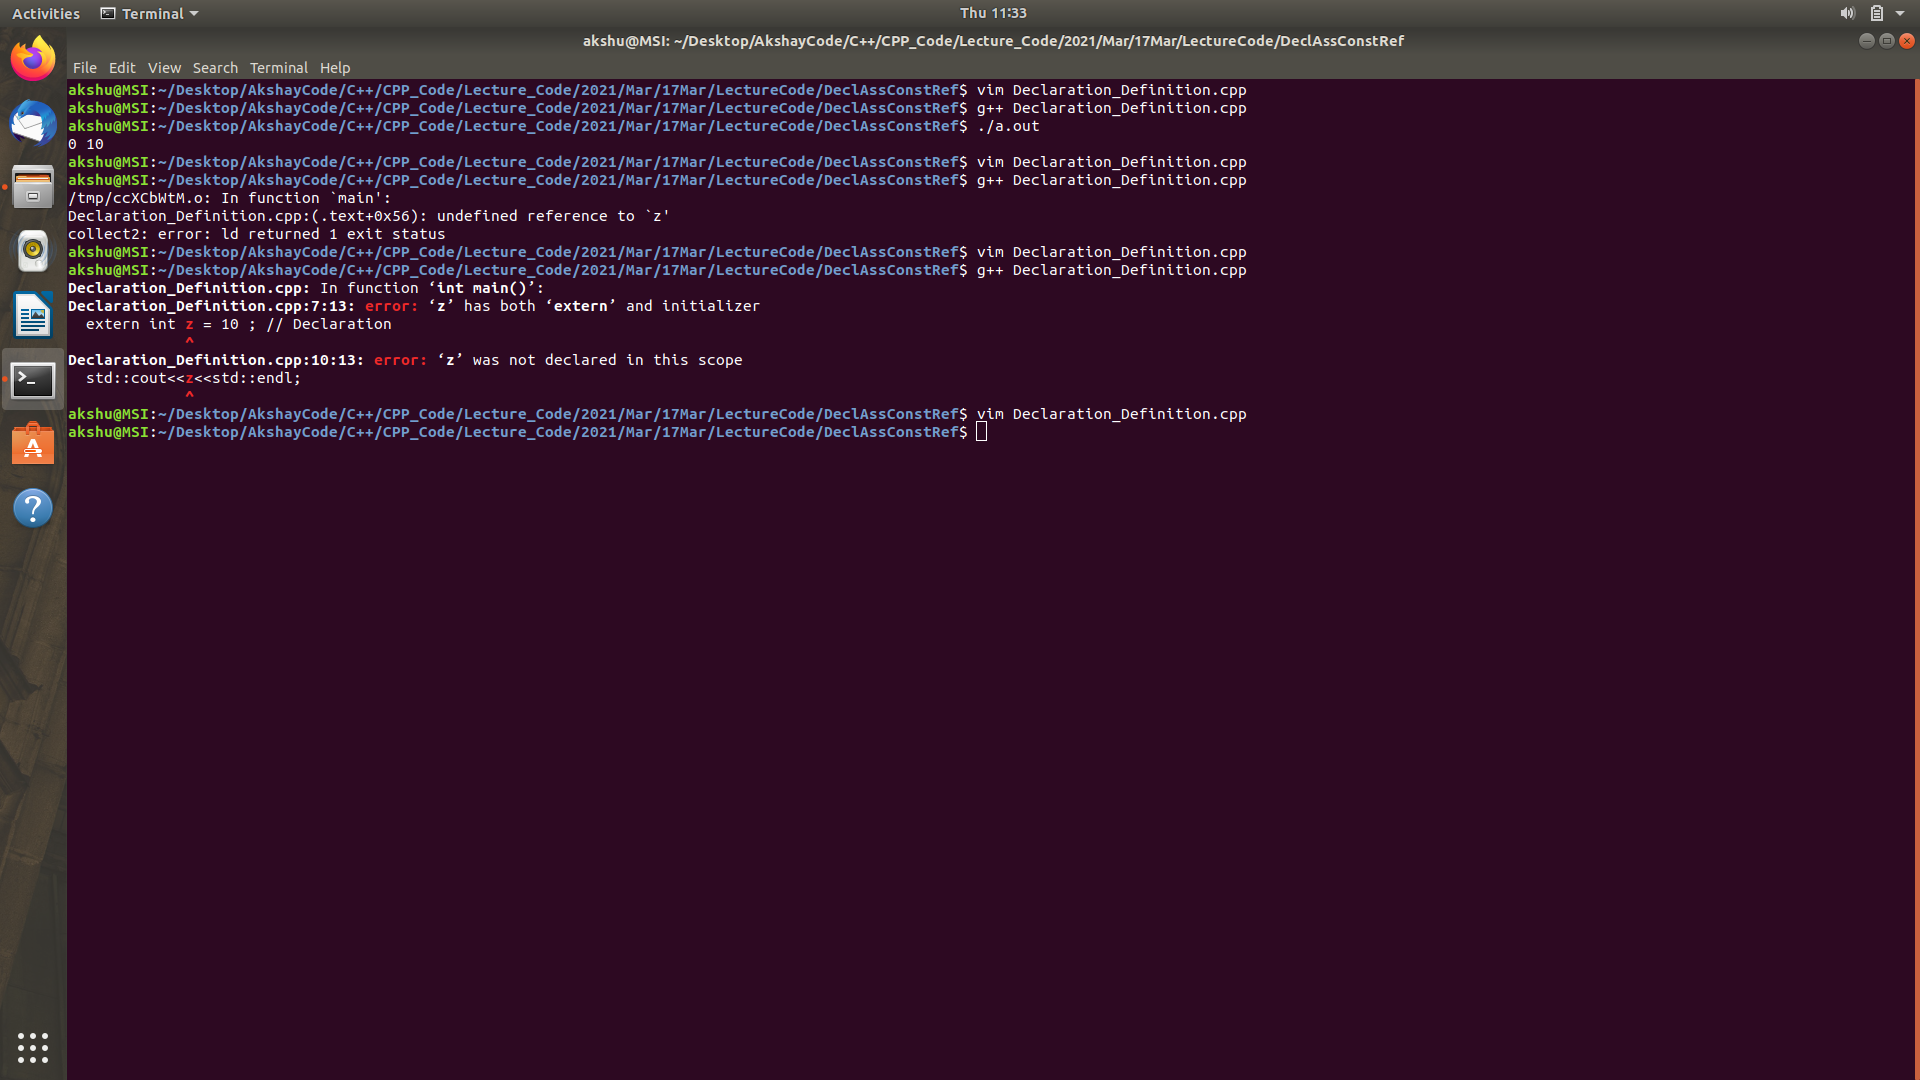 Activities Terminal Thu 11:33
akshu@MSI: ~/Desktop/AkshayCode/C++/CPP_Code/Lecture_Code/2021/Mar/17Mar/LectureCode/DeclAssConstRef
File Edit View Search Terminal Help
akshu@MSI:~/Desktop/AkshayCode/C++/CPP_Code/Lecture_Code/2021/Mar/17Mar/LectureCode/DeclAssConstRef$ vim Declaration_Definition.cpp
akshu@MSI:~/Desktop/AkshayCode/C++/CPP_Code/Lecture_Code/2021/Mar/17Mar/LectureCode/DeclAssConstRef$ g++ Declaration_Definition.cpp
akshu@MSI:~/Desktop/AkshayCode/C++/CPP_Code/Lecture_Code/2021/Mar/17Mar/LectureCode/DeclAssConstRef$ ./a.out
0 10
akshu@MSI:~/Desktop/AkshayCode/C++/CPP_Code/Lecture_Code/2021/Mar/17Mar/LectureCode/DeclAssConstRef$ vim Declaration_Definition.cpp
akshu@MSI:~/Desktop/AkshayCode/C++/CPP_Code/Lecture_Code/2021/Mar/17Mar/LectureCode/DeclAssConstRef$ g++ Declaration_Definition.cpp
/tmp/ccXCbWtM.o: In function `main':
Declaration_Definition.cpp:(.text+0x56): undefined reference to `z'
collect2: error: ld returned 1 exit status
akshu@MSI:~/Desktop/AkshayCode/C++/CPP_Code/Lecture_Code/2021/Mar/17Mar/LectureCode/DeclAssConstRef$ vim Declaration_Definition.cpp
akshu@MSI:~/Desktop/AkshayCode/C++/CPP_Code/Lecture_Code/2021/Mar/17Mar/LectureCode/DeclAssConstRef$ g++ Declaration_Definition.cpp
Declaration_Definition.cpp: In function ‘int main()’:
Declaration_Definition.cpp:7:13: error: ‘z’ has both ‘extern’ and initializer
  extern int z = 10 ; // Declaration
             ^
Declaration_Definition.cpp:10:13: error: ‘z’ was not declared in this scope
  std::cout<<z<<std::endl;
             ^
akshu@MSI:~/Desktop/AkshayCode/C++/CPP_Code/Lecture_Code/2021/Mar/17Mar/LectureCode/DeclAssConstRef$ vim Declaration_Definition.cpp
akshu@MSI:~/Desktop/AkshayCode/C++/CPP_Code/Lecture_Code/2021/Mar/17Mar/LectureCode/DeclAssConstRef$